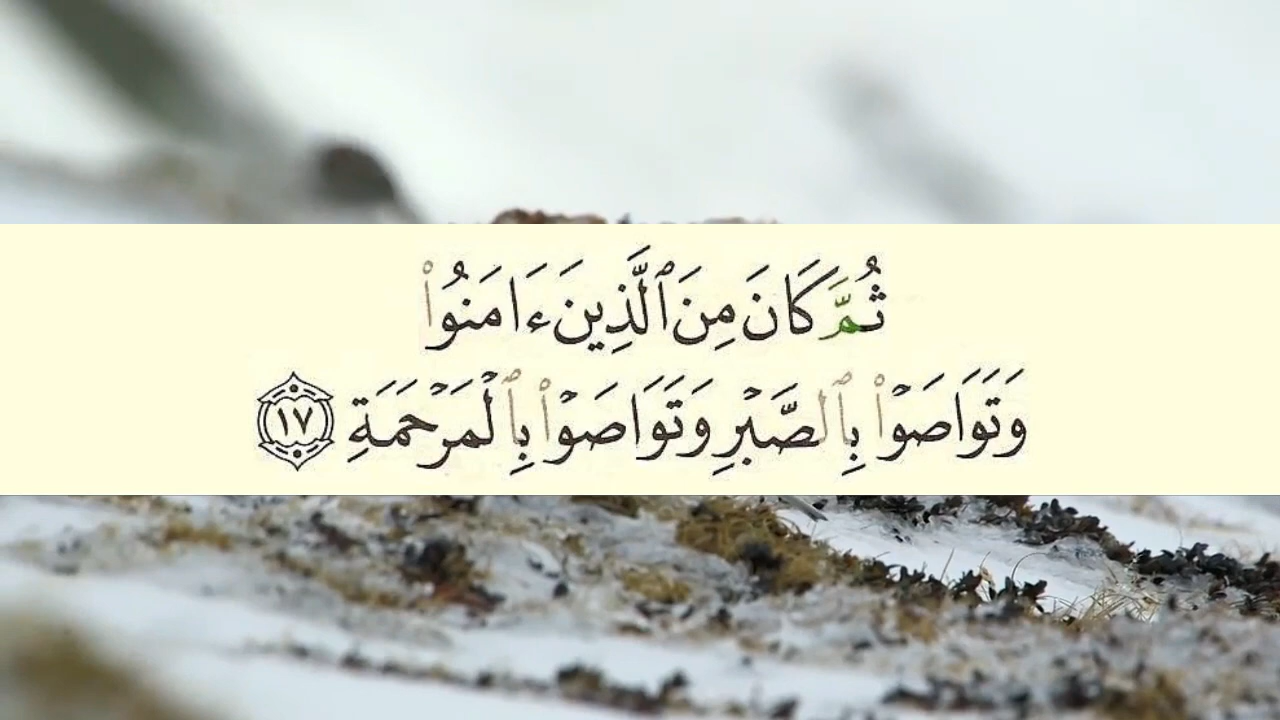 ثُمَّ كَانَ مِنَ ٱلَّذِينَ ءَامَنُوا۟
وَتَوَاصَوْا۟ بِٱلصَّبْرِ وَتَوَاصَوْا۟ بِٱلْمَرْحَمَةِ ١٧